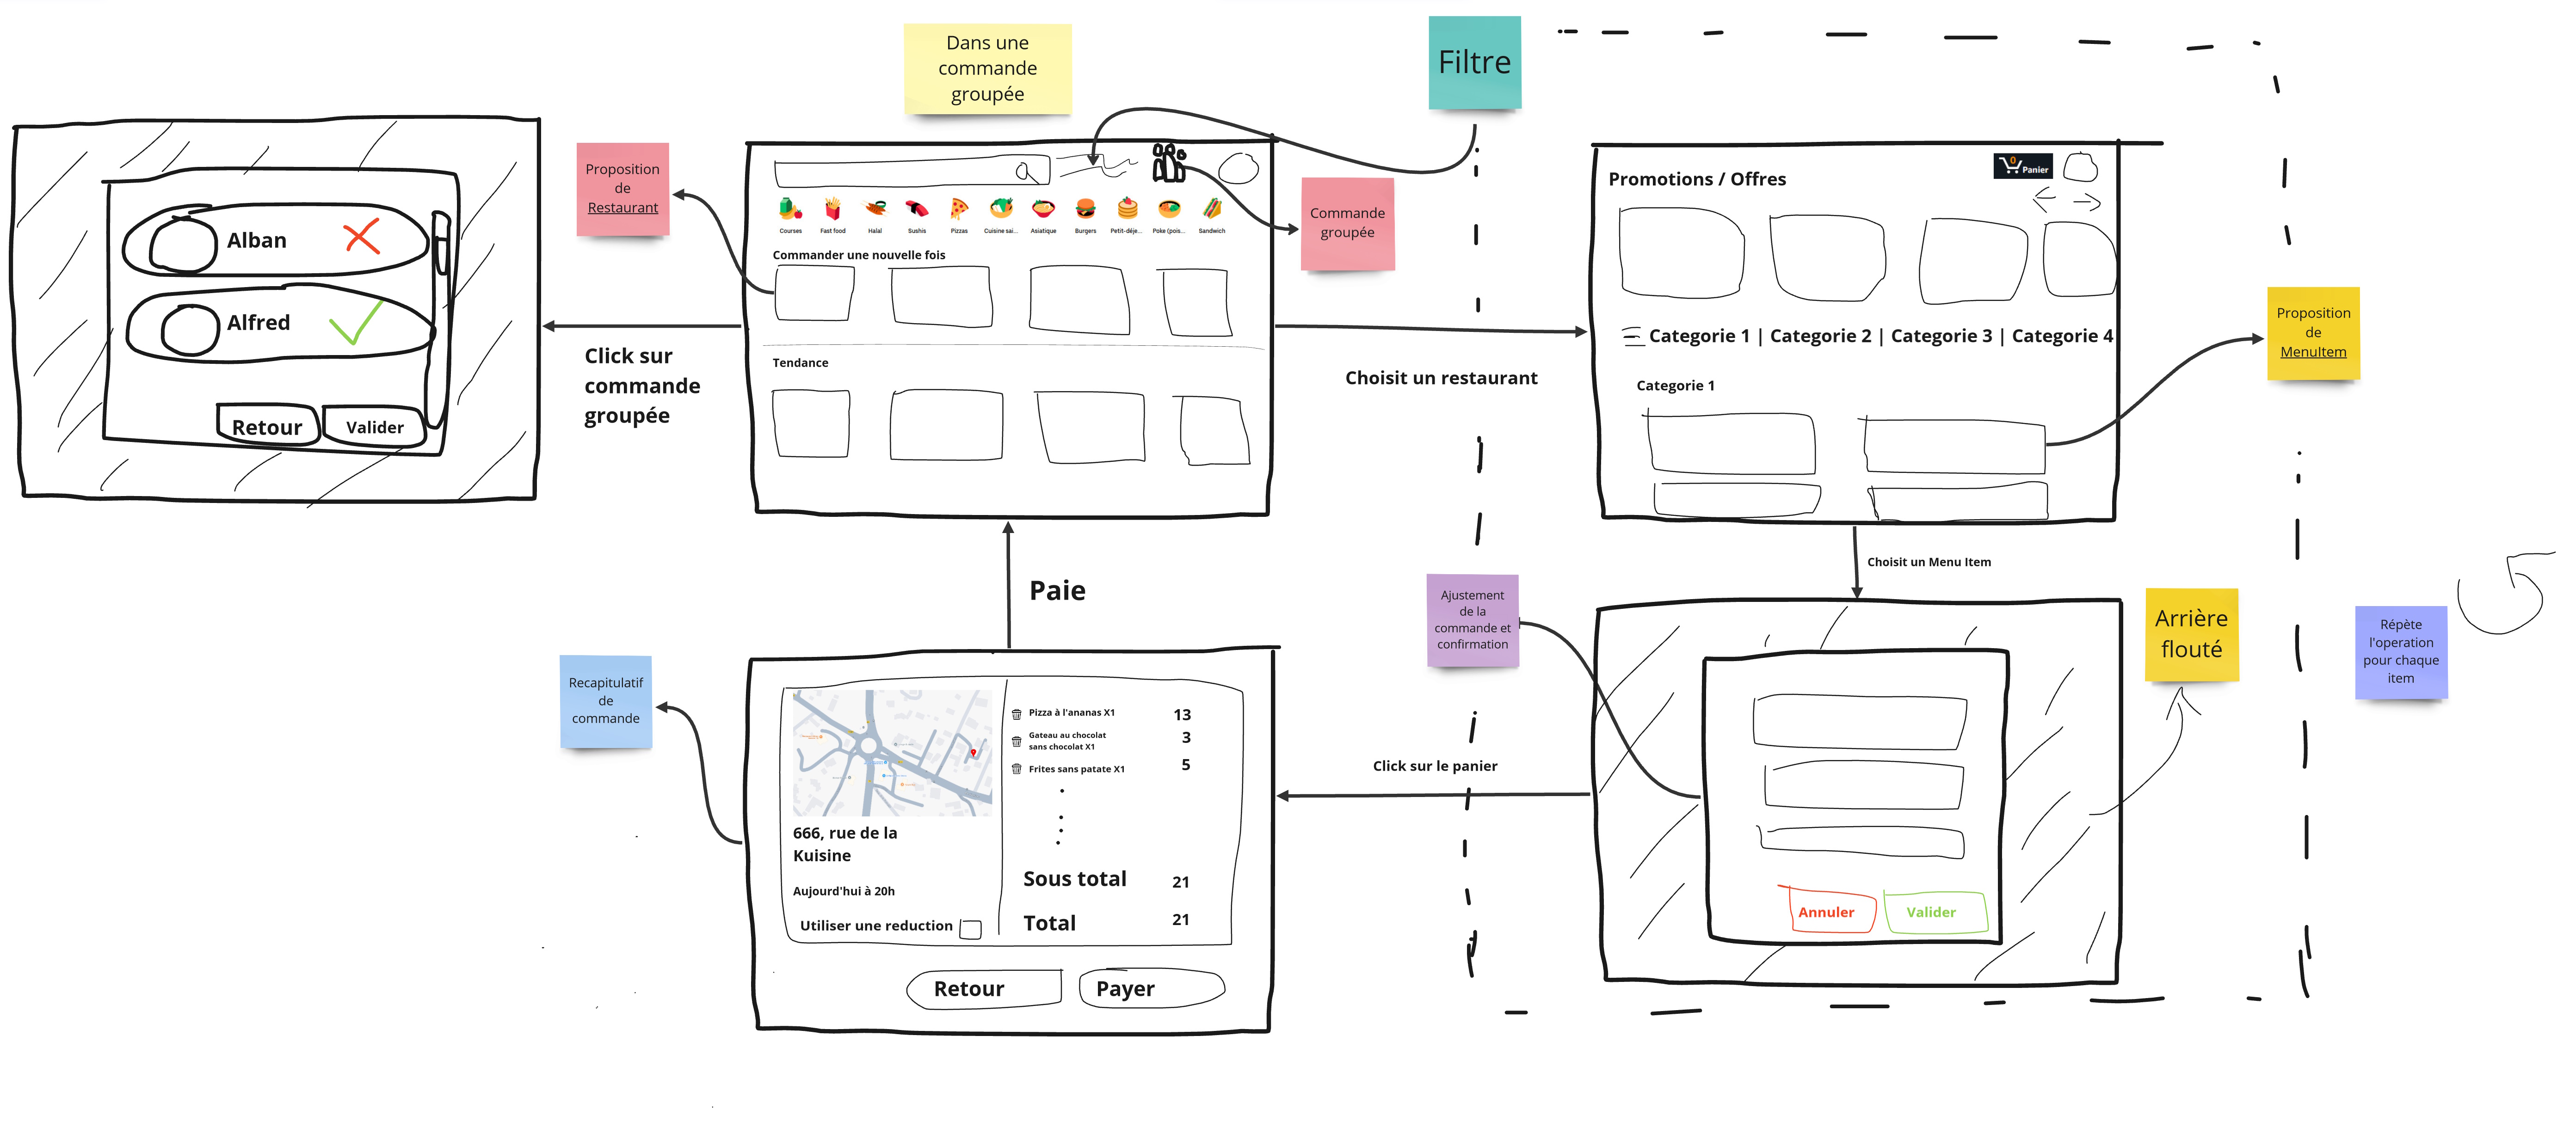 Dans une
commande
groupée
Filtre
Proposition
de
Restaurant
Commande
groupée
Alban
Alfred
Retour
Valider
Click sur
commande
groupée
Courses
Fast food
Halal
Sushis
Pizzas
Cuisine sai...
Asiatique
Burgers
Petit-déje...
Poke (pois...
Sandwich
Commander une nouvelle fois
Tendance
Choisit un restaurant
Promotions / Offres
0
Panier
Categorie 1 | Categorie 2 | Categorie 3 | Categorie 4
Categorie 1
Proposition
de
MenuItem
Choisit un Menu Item
Ajustement
de la
commande et
confirmation
Arrière
flouté
Répète
l'operation
pour chaque
item
Annuler
Valider
Click sur le panier
Paie
Recapitulatif
de
commande
666, rue de la
Kuisine
Aujourd'hui à 20h
Utiliser une reduction
Pizza à l'ananas X1 13
Gateau au chocolat
sans chocolat X1 3
Frites sans patate X1 5
Sous total 21
Total 21
Retour
Payer